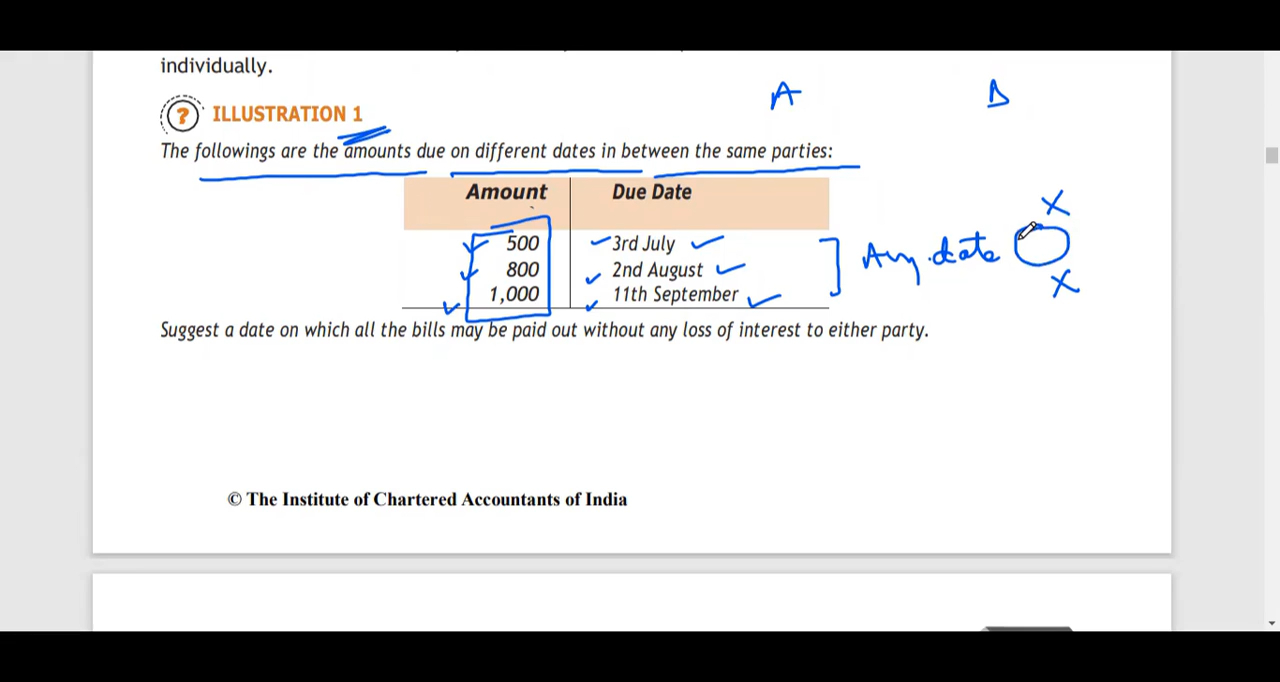 individually.
A B
? ILLUSTRATION 1
The followings are the amounts due on different dates in between the same parties:
Amount Due Date
500 3rd July
800 2nd August
1,000 11th September
Any date
X
X
Suggest a date on which all the bills may be paid out without any loss of interest to either party.
© The Institute of Chartered Accountants of India